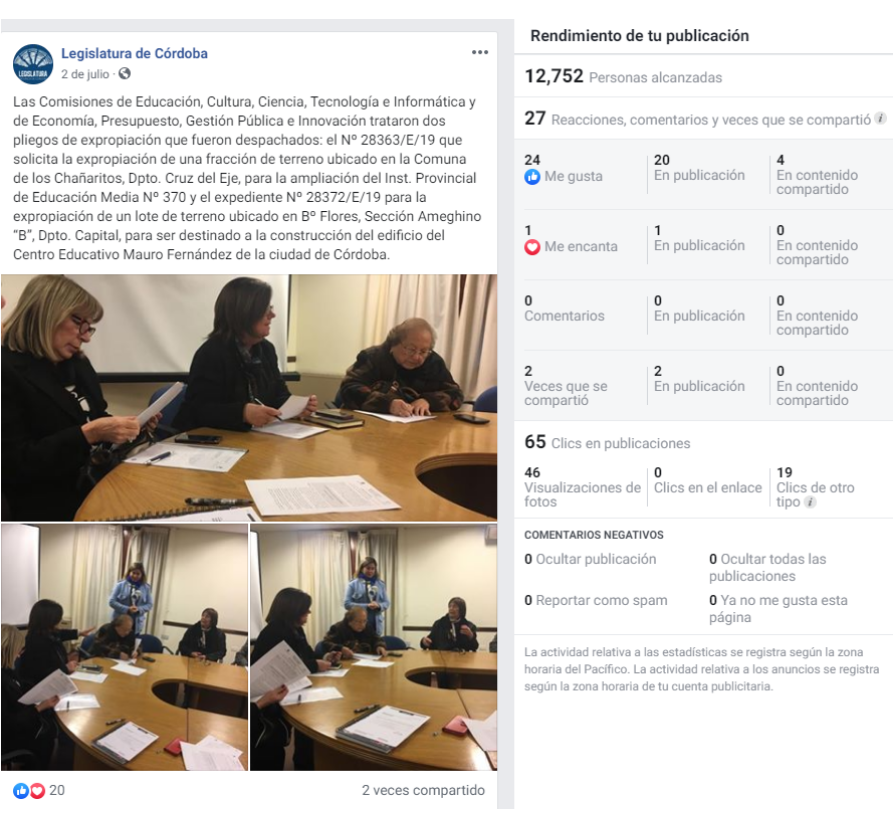 Legislatura de Córdoba
2 de julio ·
Las Comisiones de Educación, Cultura, Ciencia, Tecnología e Informática y
de Economía, Presupuesto, Gestión Pública e Innovación trataron dos
pliegos de expropiación que fueron despachados: el Nº 28363/E/19 que
solicita la expropiación de una fracción de terreno ubicado en la Comuna
de los Chañaritos, Dpto. Cruz del Eje, para la ampliación del Inst. Provincial
de Educación Media Nº 370 y el expediente Nº 28372/E/19 para la
expropiación de un lote de terreno ubicado en Bº Flores, Sección Ameghino
“B”, Dpto. Capital, para ser destinado a la construcción del edificio del
Centro Educativo Mauro Fernández de la ciudad de Córdoba.
LEGISLATURA
20
2 veces compartido
Rendimiento de tu publicación
12,752 Personas alcanzadas
27 Reacciones, comentarios y veces que se compartió
24
Me gusta
20
En publicación
4
En contenido
compartido
1
Me encanta
1
En publicación
0
En contenido
compartido
0
Comentarios
0
En publicación
0
En contenido
compartido
2
Veces que se
compartió
2
En publicación
0
En contenido
compartido
65 Clics en publicaciones
46
Visualizaciones de
fotos
0
Clics en el enlace
19
Clics de otro
tipo
COMENTARIOS NEGATIVOS
0 Ocultar publicación
0 Ocultar todas las
publicaciones
0 Reportar como spam
0 Ya no me gusta esta
página
La actividad relativa a las estadísticas se registra según la zona
horaria del Pacífico. La actividad relativa a los anuncios se registra
según la zona horaria de tu cuenta publicitaria.